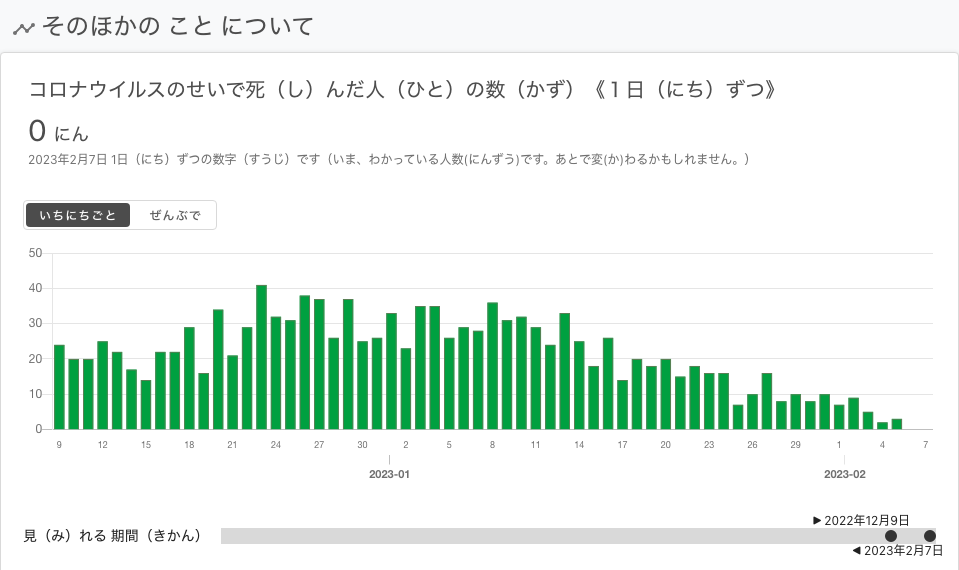 そのほかの こと について
コロナウイルスのせいで死（し）んだ人（ひと）の数（かず）《１日（にち）ずつ》
0 にん
2023年2月7日 1日（にち）ずつの数字（すうじ）です（いま、わかっている人数(にんずう)です。あとで変(か)わるかもしれません。）
いちにちごと ぜんぶで
50
40
30
20
10
0
9 12 15 18 21 24 27 30 2 5 8 11 14 17 20 23 26 29 1 4 7
2023-01 2023-02
▶ 2022年12月9日
見（み）れる 期間（きかん）
◀ 2023年2月7日